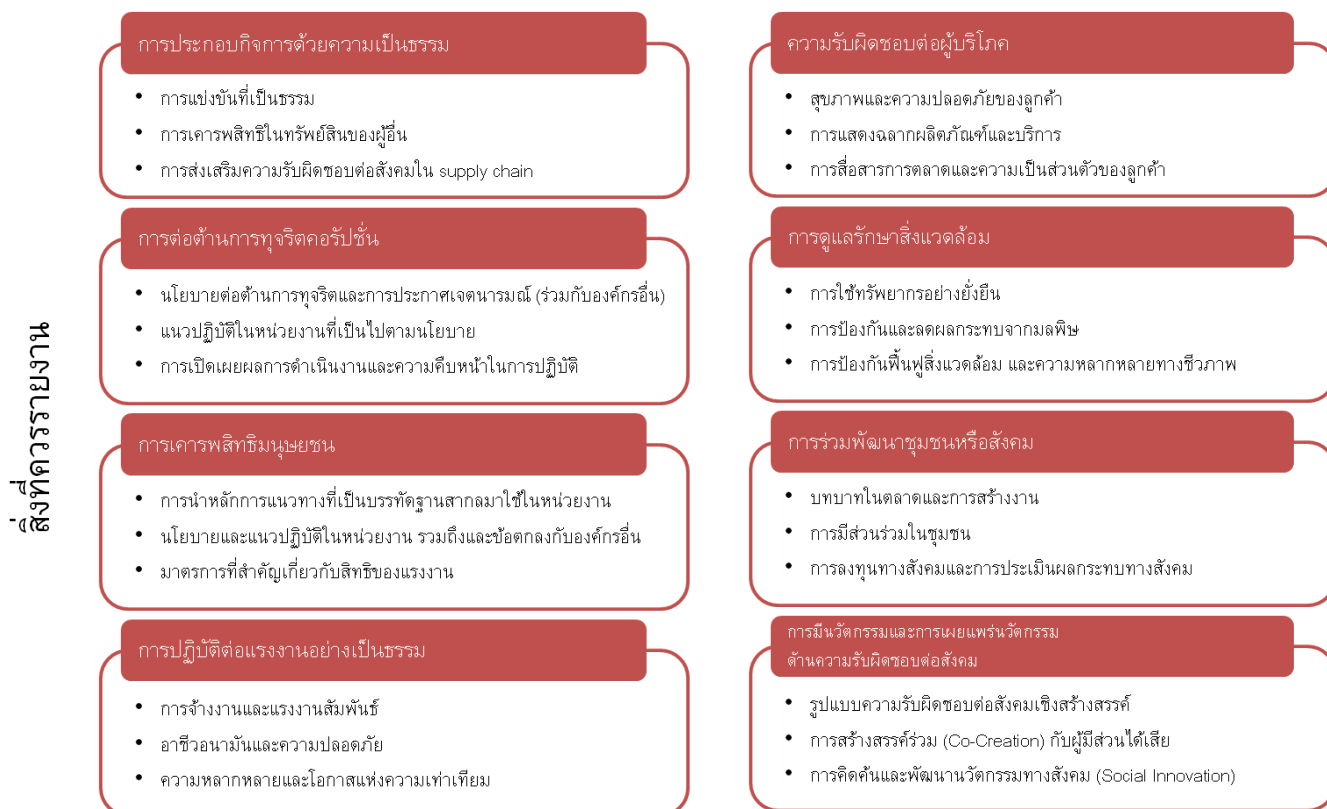 สิ่งที่ควรรายงาน
การประกอบกิจการด้วยความเป็นธรรม
• การแข่งขันที่เป็นธรรม
• การเคารพสิทธิในทรัพย์สินของผู้อื่น
• การส่งเสริมความรับผิดชอบต่อสังคมใน supply chain
การต่อต้านการทุจริตคอรัปชั่น
• นโยบายต่อต้านการทุจริตและการประกาศเจตนารมณ์ (ร่วมกับองค์กรอื่น)
• แนวปฏิบัติในหน่วยงานที่เป็นไปตามนโยบาย
• การเปิดเผยผลการดำเนินงานและความคืบหน้าในการปฏิบัติ
การเคารพสิทธิมนุษยชน
• การนำหลักการแนวทางที่เป็นบรรทัดฐานสากลมาใช้ในหน่วยงาน
• นโยบายและแนวปฏิบัติในหน่วยงาน รวมถึงและข้อตกลงกับองค์กรอื่น
• มาตรการที่สำคัญเกี่ยวกับสิทธิของแรงงาน
การปฏิบัติต่อแรงงานอย่างเป็นธรรม
• การจ้างงานและแรงงานสัมพันธ์
• อาชีวอนามันและความปลอดภัย
• ความหลากหลายและโอกาสแห่งความเท่าเทียม
ความรับผิดชอบต่อผู้บริโภค
• สุขภาพและความปลอดภัยของลูกค้า
• การแสดงฉลากผลิตภัณฑ์และบริการ
• การสื่อสารการตลาดและความเป็นส่วนตัวของลูกค้า
การดูแลรักษาสิ่งแวดล้อม
• การใช้ทรัพยากรอย่างยั่งยืน
• การป้องกันและลดผลกระทบจากมลพิษ
• การป้องกันฟื้นฟูสิ่งแวดล้อม และความหลากหลายทางชีวภาพ
การร่วมพัฒนาชุมชนหรือสังคม
• บทบาทในตลาดและการสร้างงาน
• การมีส่วนร่วมในชุมชน
• การลงทุนทางสังคมและการประเมินผลกระทบทางสังคม
การมีนวัตกรรมและการเผยแพร่นวัตกรรม
ด้านความรับผิดชอบต่อสังคม
• รูปแบบความรับผิดชอบต่อสังคมเชิงสร้างสรรค์
• การสร้างสรรค์ร่วม (Co-Creation) กับผู้มีส่วนได้เสีย
• การคิดค้นและพัฒนานวัตกรรมทางสังคม (Social Innovation)